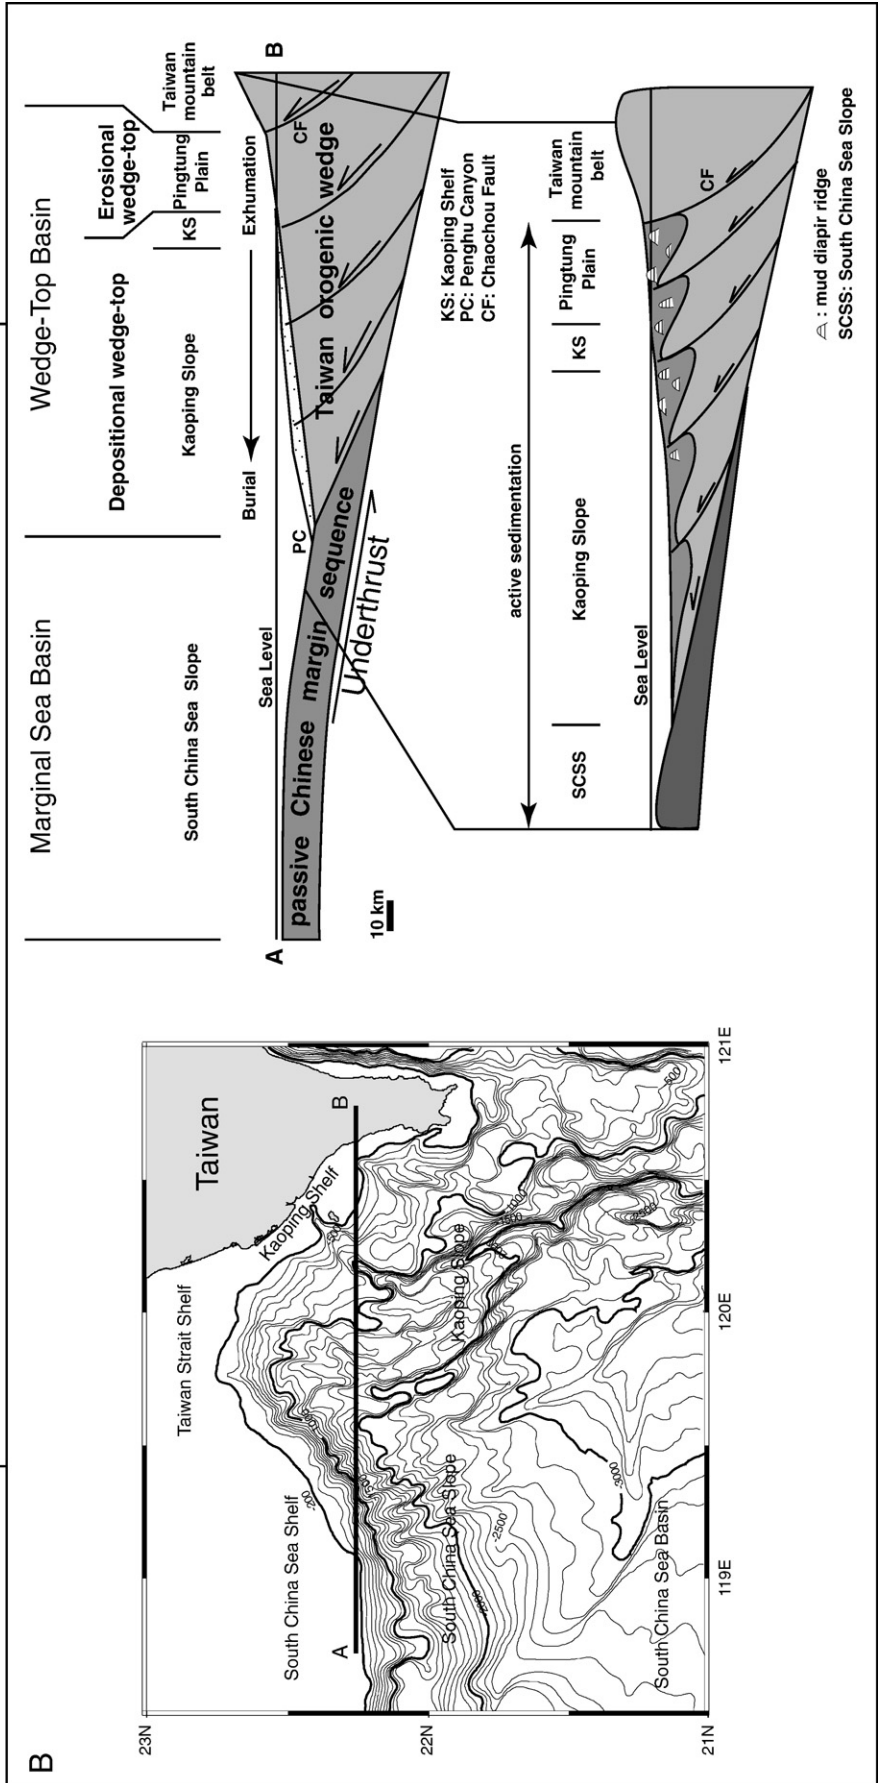 B
23N
22N
21N
119E
120E
121E
Taiwan
Taiwan Strait Shelf
Kaoping Shelf
South China Sea Shelf
A
B
Kaoping Slope
South China Sea Slope
South China Sea Basin
-200
-500
-1000
-1500
-2500
-2500
-3000
Marginal Sea Basin
Wedge-Top Basin
Depositional wedge-top
Erosional
wedge-top
South China Sea Slope
Kaoping Slope
KS
Pingtung
Plain
Taiwan
mountain
belt
Burial
Exhumation
A
Sea Level
PC
B
CF
passive Chinese margin sequence
Taiwan orogenic wedge
Underthrust
10 km
KS: Kaoping Shelf
PC: Penghu Canyon
CF: Chaochou Fault
active sedimentation
SCSS
Kaoping Slope
KS
Pingtung
Plain
Taiwan
mountain
belt
Sea Level
CF
: mud diapir ridge
SCSS: South China Sea Slope